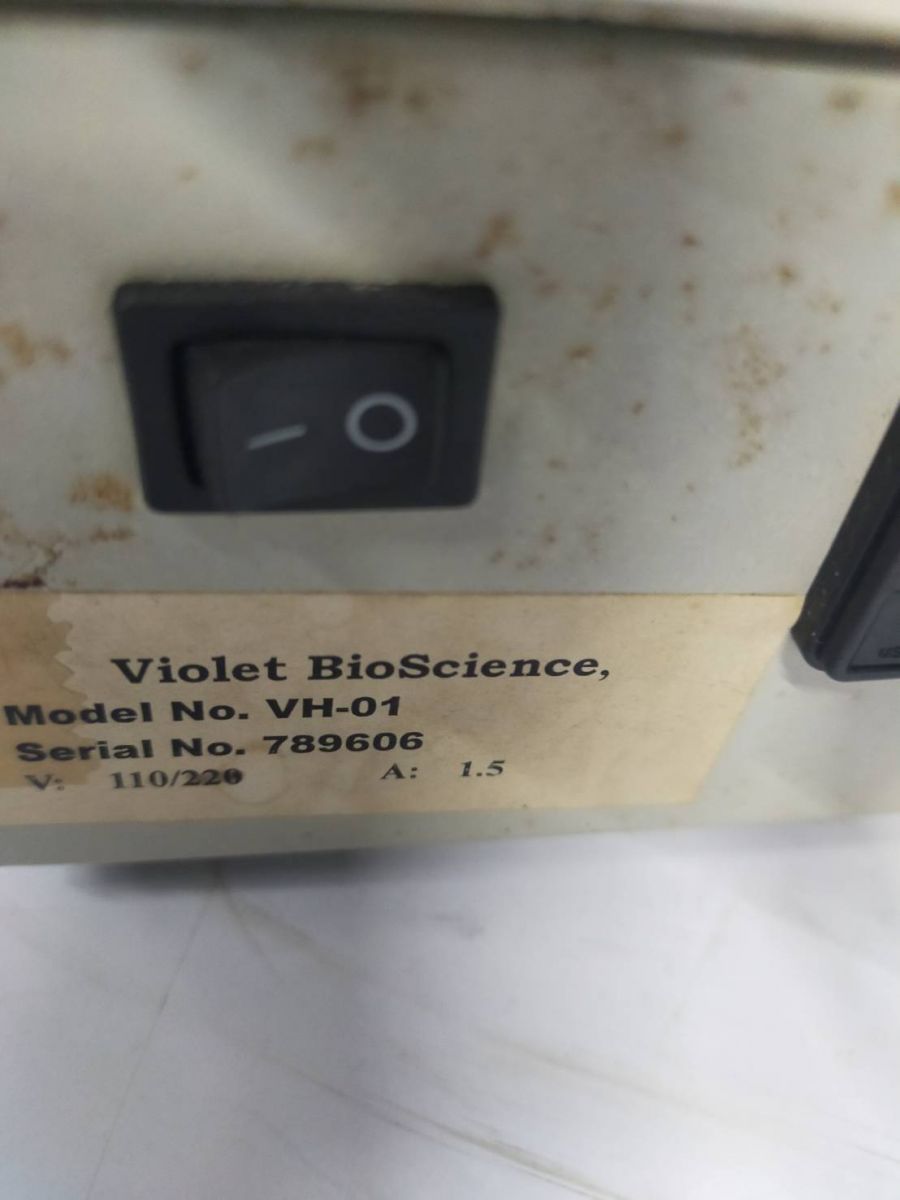 Violet BioScience,
Model No. VH-01
Serial No. 789606
V: 110/220 A: 1.5